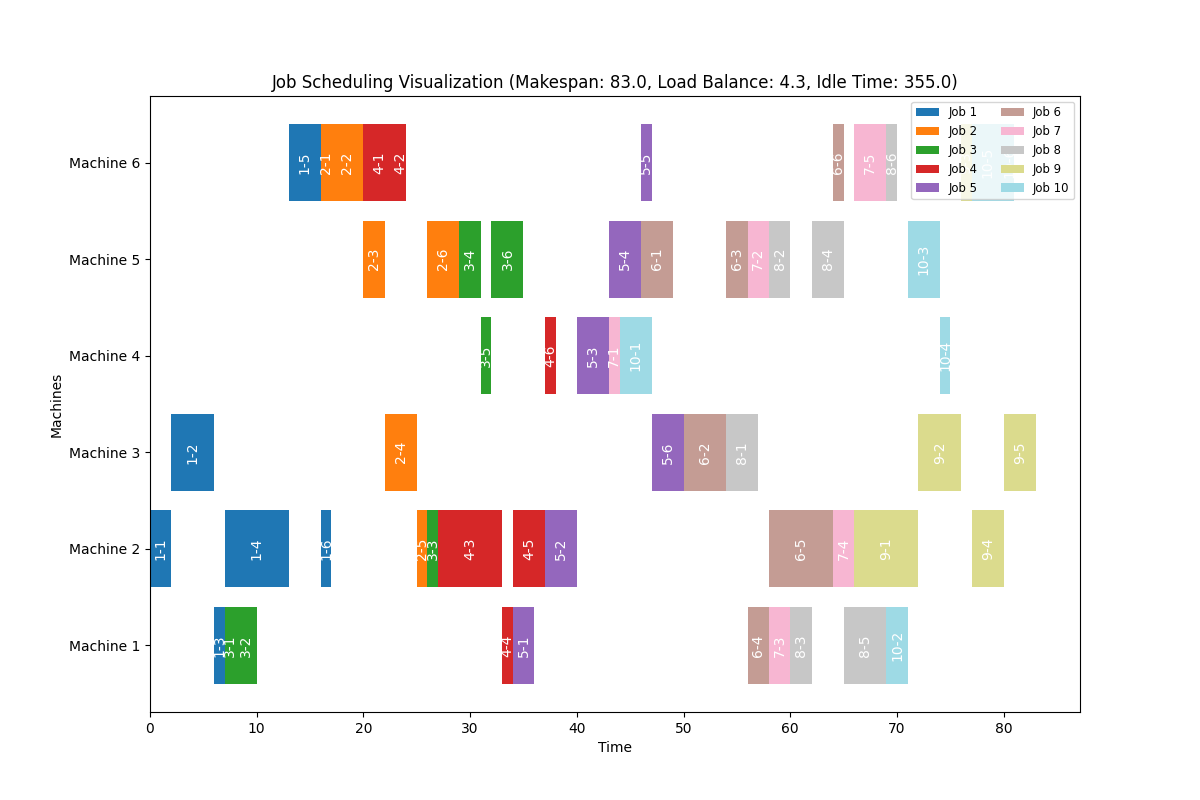 Job Scheduling Visualization (Makespan: 83.0, Load Balance: 4.3, Idle Time: 355.0)
Job 1 Job 6
Job 2 Job 7
Job 3 Job 8
Job 4 Job 9
Job 5 Job 10
Machine 6 1-5 2-1 2-2 4-1 4-2 5-5 6-6 7-5 8-6 10-5
Machine 5 2-3 2-6 3-4 3-6 5-4 6-1 6-3 7-2 8-2 8-4 10-3
Machine 4 3-5 4-6 5-3 7-1 10-1 10-4
Machines
Machine 3 1-2 2-4 5-6 6-2 8-1 9-2 9-5
Machine 2 1-1 1-4 1-6 2-5 3-3 4-3 4-5 5-2 6-5 7-4 9-1 9-4
Machine 1 1-3 3-1 3-2 4-4 5-1 6-4 7-3 8-3 8-5 10-2
0 10 20 30 40 50 60 70 80
Time